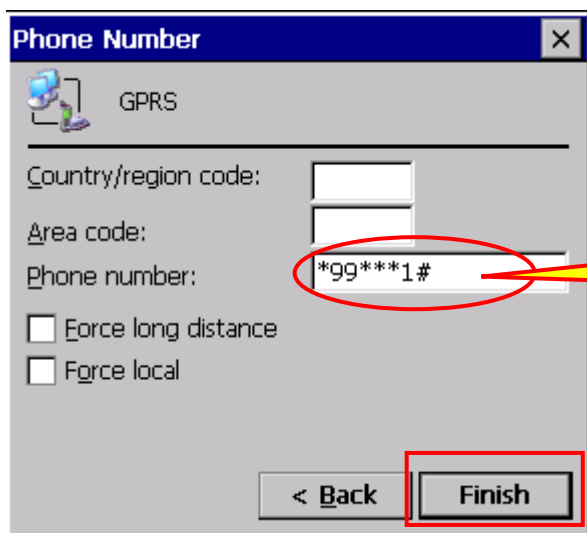 Phone Number
GPRS
Country/region code:
Area code:
Phone number: *99***1#
Force long distance
Force local
< Back Finish